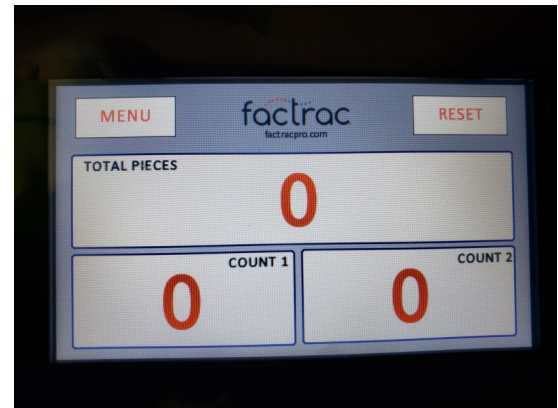 MENU
factrac
RESET
factracpro.com
TOTAL PIECES
0
COUNT 1
0
COUNT 2
0